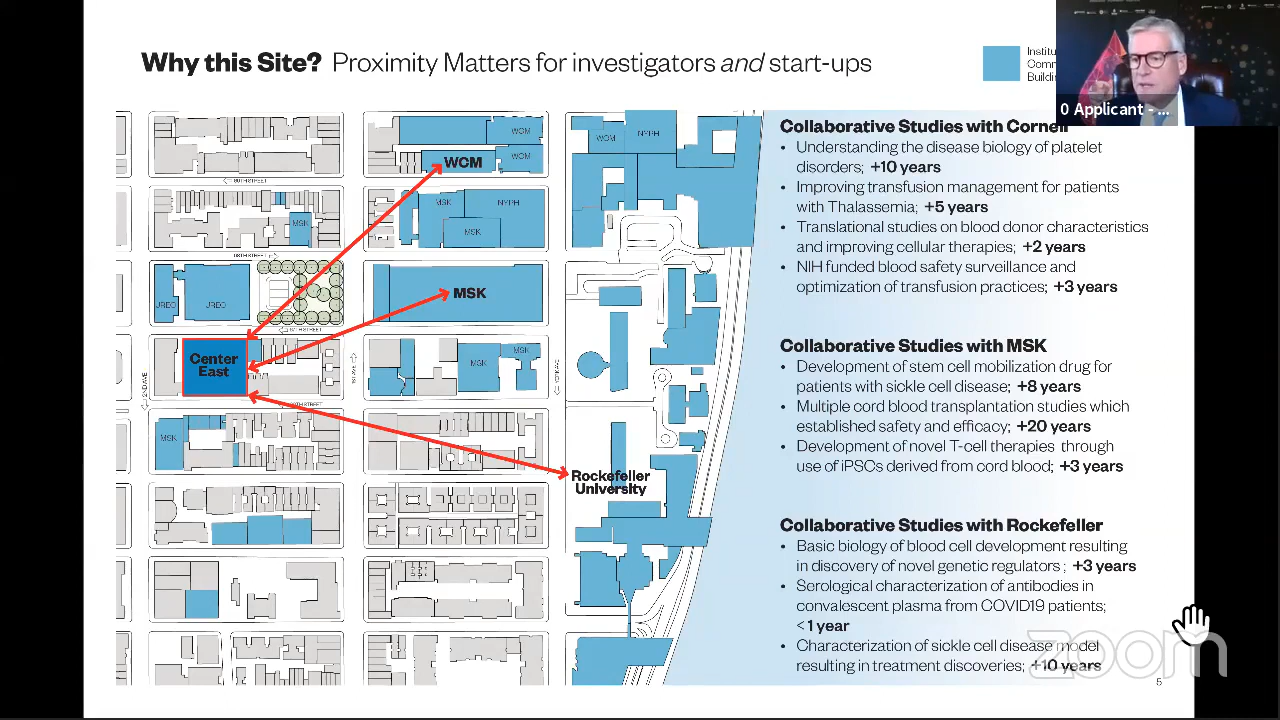 Why this Site? Proximity Matters for investigators and start-ups
0 Applicant - ...
WCM
WCM
WCM
WCM
NYPH
MSK
MSK
NYPH
MSK
MSK
Center
East
MSK
MSK
MSK
Rockefeller
University
Collaborative Studies with Cornell
• Understanding the disease biology of platelet
disorders; +10 years
• Improving transfusion management for patients
with Thalassemia; +5 years
• Translational studies on blood donor characteristics
and improving cellular therapies; +2 years
• NIH funded blood safety surveillance and
optimization of transfusion practices; +3 years
Collaborative Studies with MSK
• Development of stem cell mobilization drug for
patients with sickle cell disease; +8 years
• Multiple cord blood transplantation studies which
established safety and efficacy; +20 years
• Development of novel T-cell therapies through
use of iPSCs derived from cord blood; +3 years
Collaborative Studies with Rockefeller
• Basic biology of blood cell development resulting
in discovery of novel genetic regulators ; +3 years
• Serological characterization of antibodies in
convalescent plasma from COVID19 patients;
<1 year
• Characterization of sickle cell disease model
resulting in treatment discoveries; +10 years
zoom
5